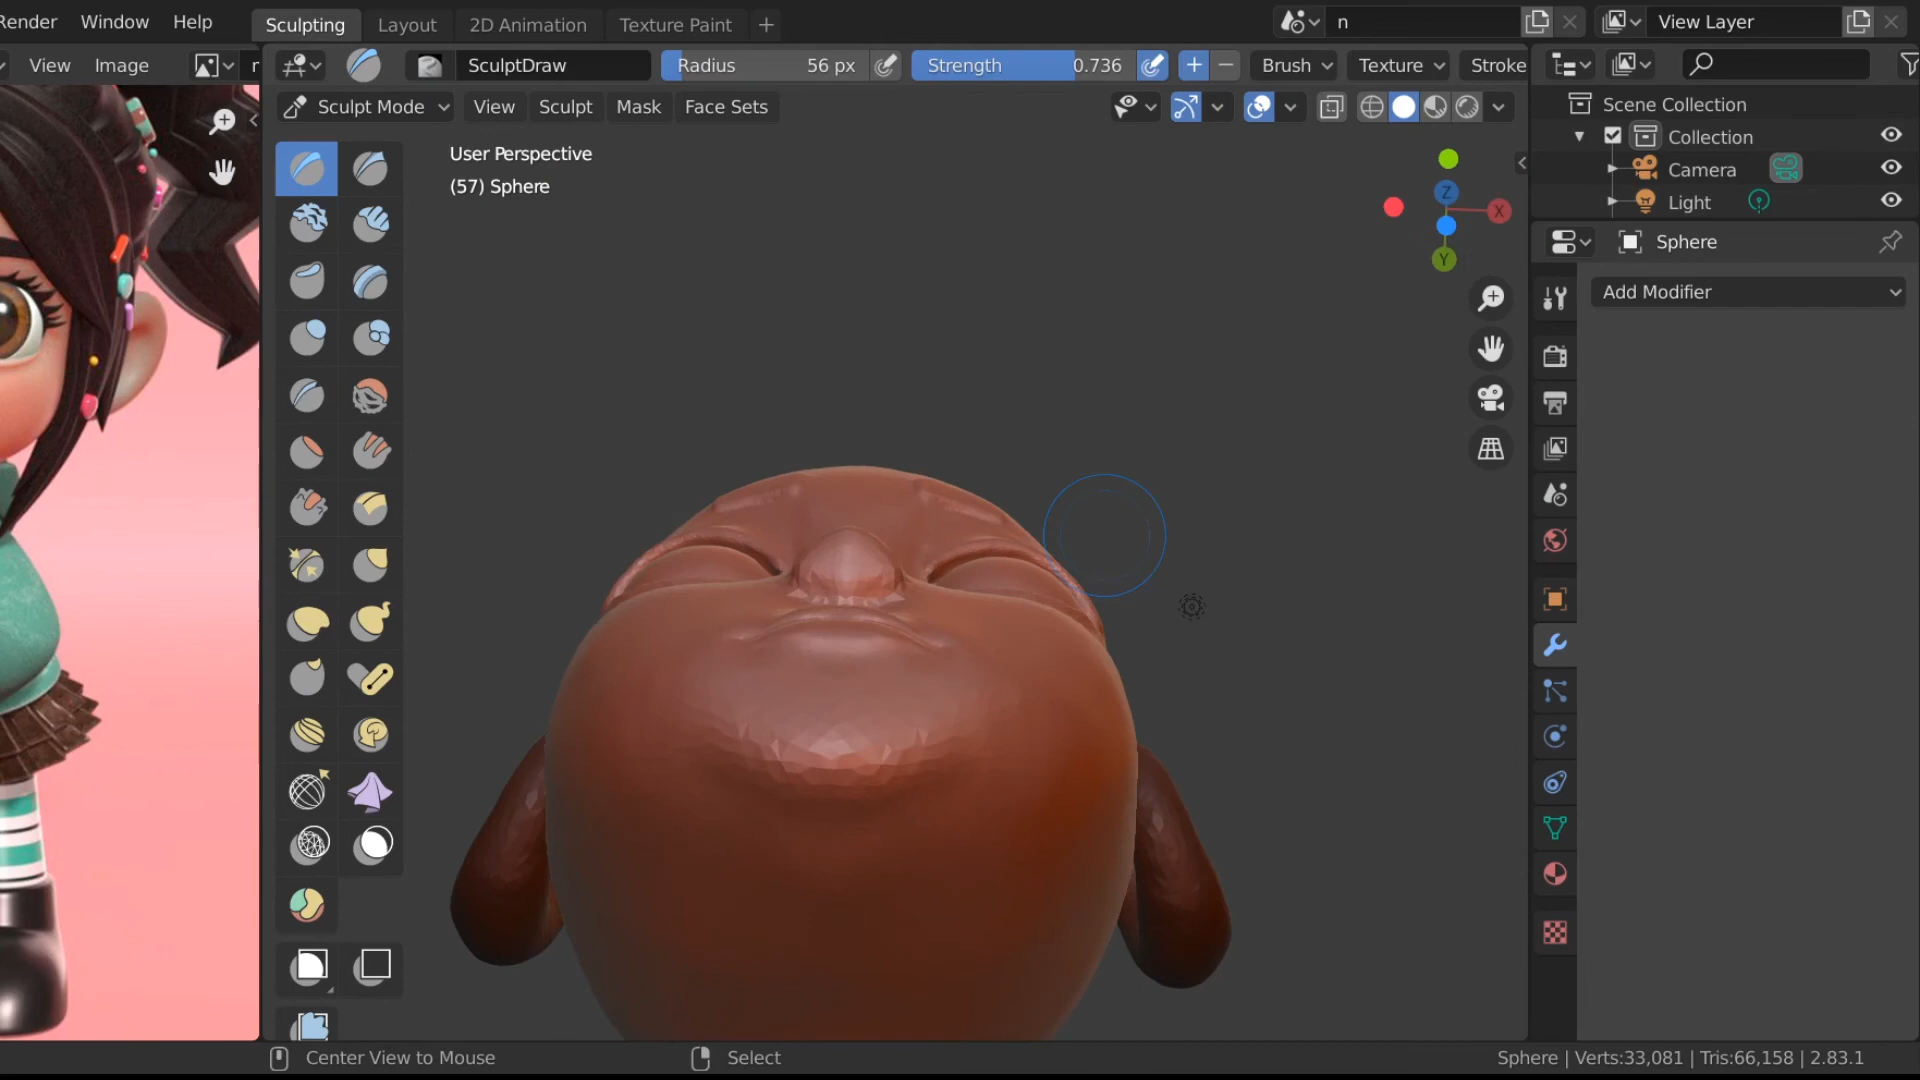 Render Window Help Sculpting Layout 2D Animation Texture Paint + n View Layer
View Image SculptDraw Radius 56 px Strength 0.736 + − Brush Texture Stroke
Sculpt Mode View Sculpt Mask Face Sets
Scene Collection
Collection
Camera
Light
User Perspective
(57) Sphere
Z
X
Y
Sphere
Add Modifier
Center View to Mouse Select Sphere | Verts:33,081 | Tris:66,158 | 2.83.1